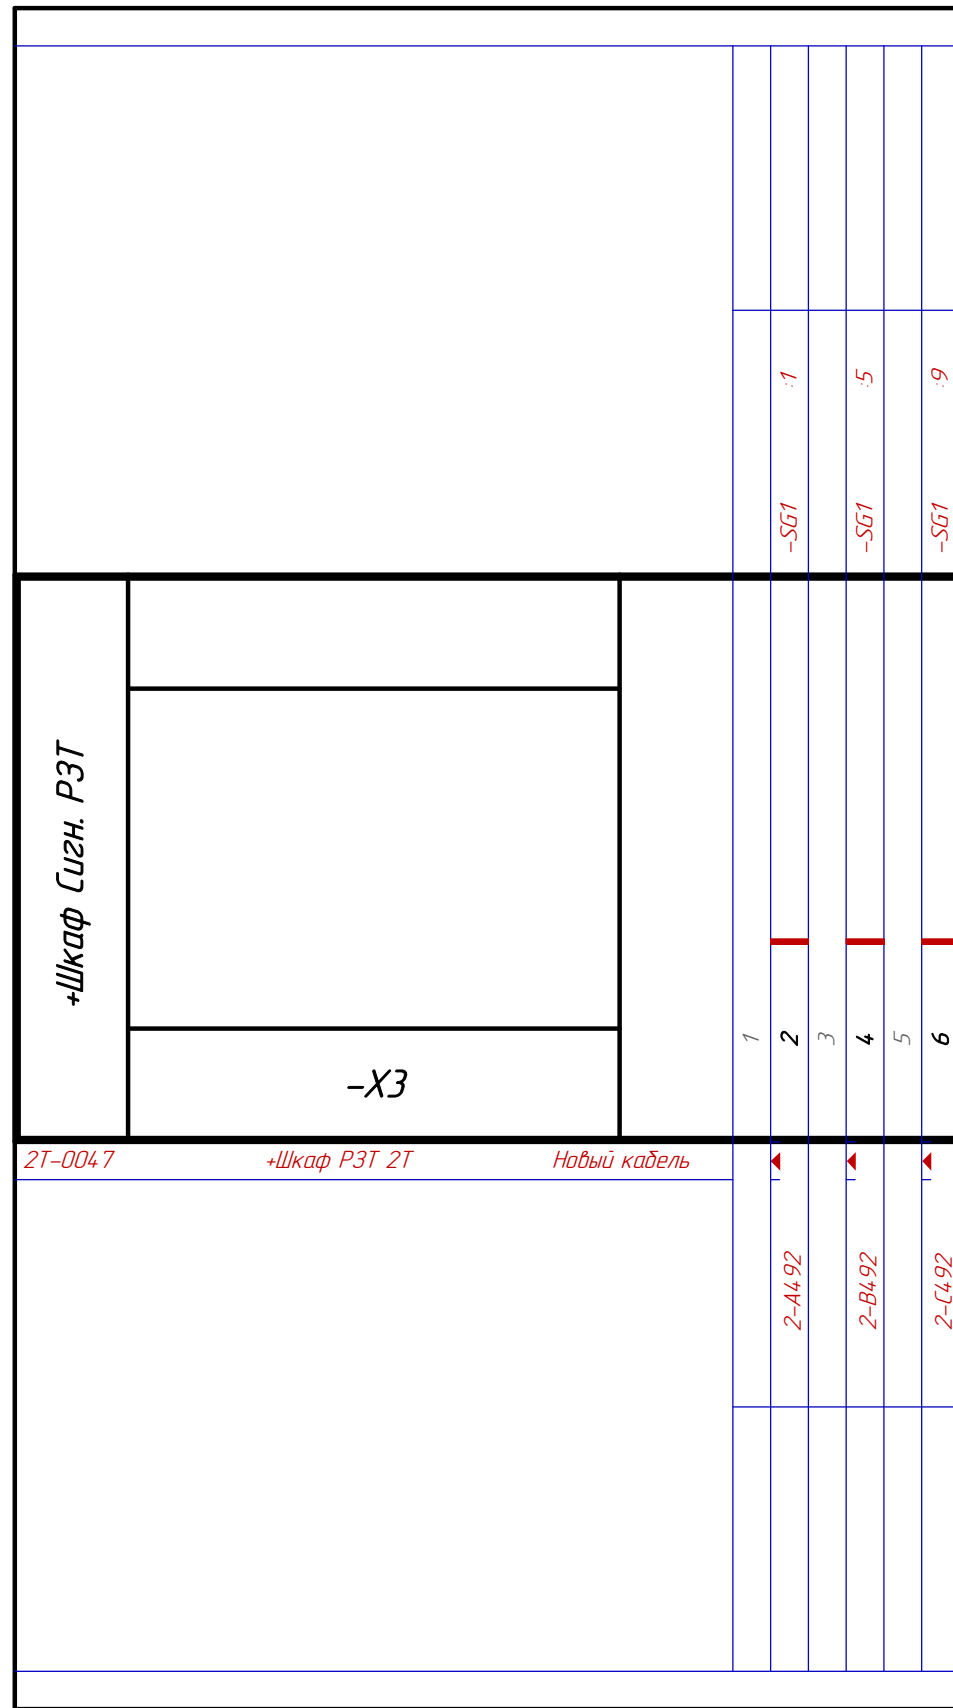 :1
:5
:9
-SG1
-SG1
-SG1
+Шкаф Сигн. РЗТ
-X3
1
2
3
4
5
6
2Т-0047 +Шкаф РЗТ 2Т Новый кабель
2-A492
2-B492
2-C492